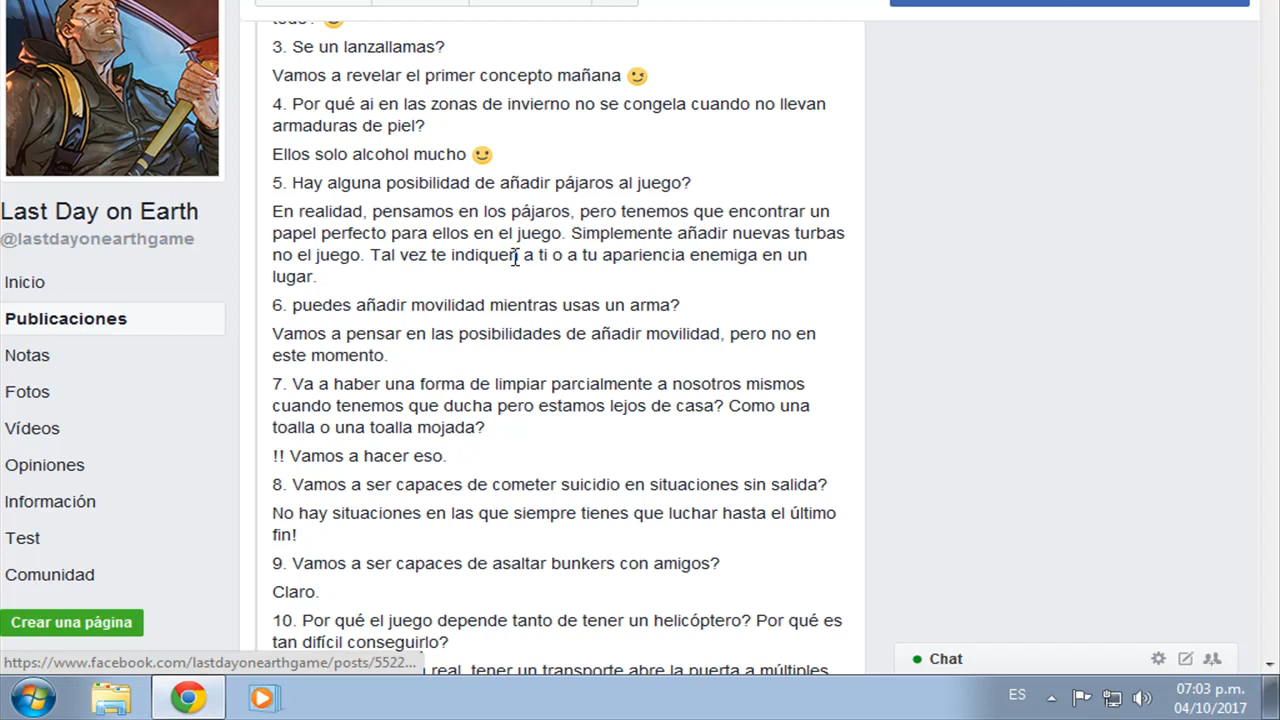 todo?
3. Se un lanzallamas?
Vamos a revelar el primer concepto mañana 😉
4. Por qué ai en las zonas de invierno no se congela cuando no llevan
armaduras de piel?
Ellos solo alcohol mucho 🙂
5. Hay alguna posibilidad de añadir pájaros al juego?
En realidad, pensamos en los pájaros, pero tenemos que encontrar un
papel perfecto para ellos en el juego. Simplemente añadir nuevas turbas
no el juego. Tal vez te indiquen a ti o a tu apariencia enemiga en un
lugar.
6. puedes añadir movilidad mientras usas un arma?
Vamos a pensar en las posibilidades de añadir movilidad, pero no en
este momento.
7. Va a haber una forma de limpiar parcialmente a nosotros mismos
cuando tenemos que ducha pero estamos lejos de casa? Como una
toalla o una toalla mojada?
!! Vamos a hacer eso.
8. Vamos a ser capaces de cometer suicidio en situaciones sin salida?
No hay situaciones en las que siempre tienes que luchar hasta el último
fin!
9. Vamos a ser capaces de asaltar bunkers con amigos?
Claro.
10. Por qué el juego depende tanto de tener un helicóptero? Por qué es
tan difícil conseguirlo?
real, tener un transporte abre la puerta a múltiples
Last Day on Earth
@lastdayonearthgame
Inicio
Publicaciones
Notas
Fotos
Vídeos
Opiniones
Información
Test
Comunidad
Crear una página
https://www.facebook.com/lastdayonearthgame/posts/5522...
Chat
ES
07:03 p.m.
04/10/2017